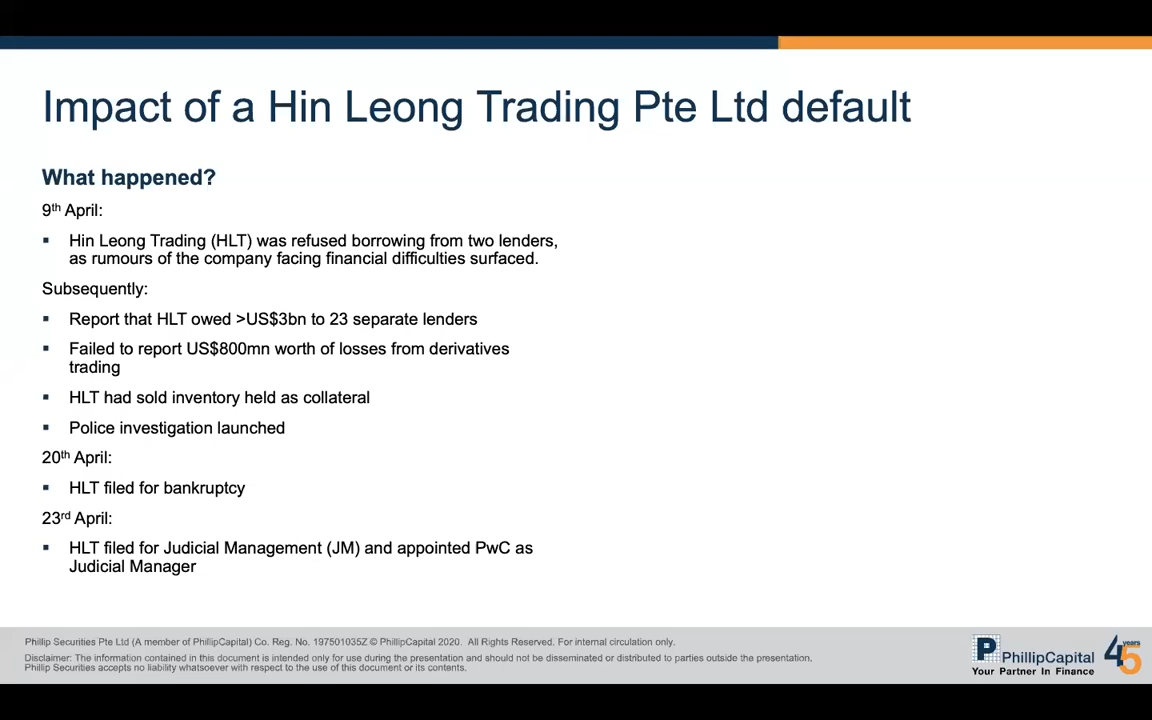 Impact of a Hin Leong Trading Pte Ltd default
What happened?
9th April:
▪ Hin Leong Trading (HLT) was refused borrowing from two lenders,
as rumours of the company facing financial difficulties surfaced.
Subsequently:
▪ Report that HLT owed >US$3bn to 23 separate lenders
▪ Failed to report US$800mn worth of losses from derivatives
trading
▪ HLT had sold inventory held as collateral
▪ Police investigation launched
20th April:
▪ HLT filed for bankruptcy
23rd April:
▪ HLT filed for Judicial Management (JM) and appointed PwC as
Judicial Manager
Phillip Securities Pte Ltd (A member of PhillipCapital) Co. Reg. No. 197501035Z © PhillipCapital 2020. All Rights Reserved. For internal circulation only.
Disclaimer: The information contained in this document is intended only for use during the presentation and should not be disseminated or distributed to parties outside the presentation.
Phillip Securities accepts no liability whatsoever with respect to the use of this document or its contents.
P PhillipCapital
Your Partner In Finance
45 years